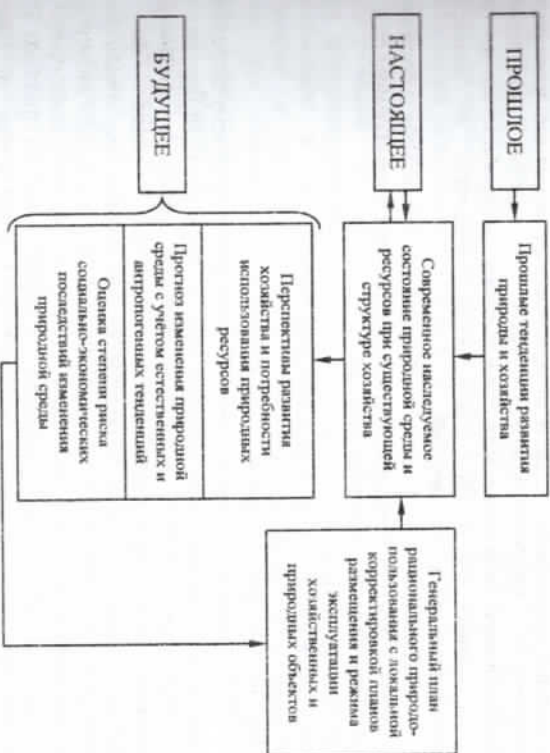 ПРОШЛОЕ
Прошлые тенденции развития
природы и хозяйства
НАСТОЯЩЕЕ
Современное наследуемое
состояние природной среды и
ресурсов при существующей
структуре хозяйства
Генеральный план
рационального природо-
пользования с локальной
корректировкой планов
размещения и режима
эксплуатации
хозяйственных и
природных объектов
БУДУЩЕЕ
Перспективы развития
хозяйства и потребности
использования природных
ресурсов
Прогноз изменения природной
среды с учётом естественных и
антропогенных тенденций
Оценка степени риска
социально-экономических
последствий изменения
природной среды